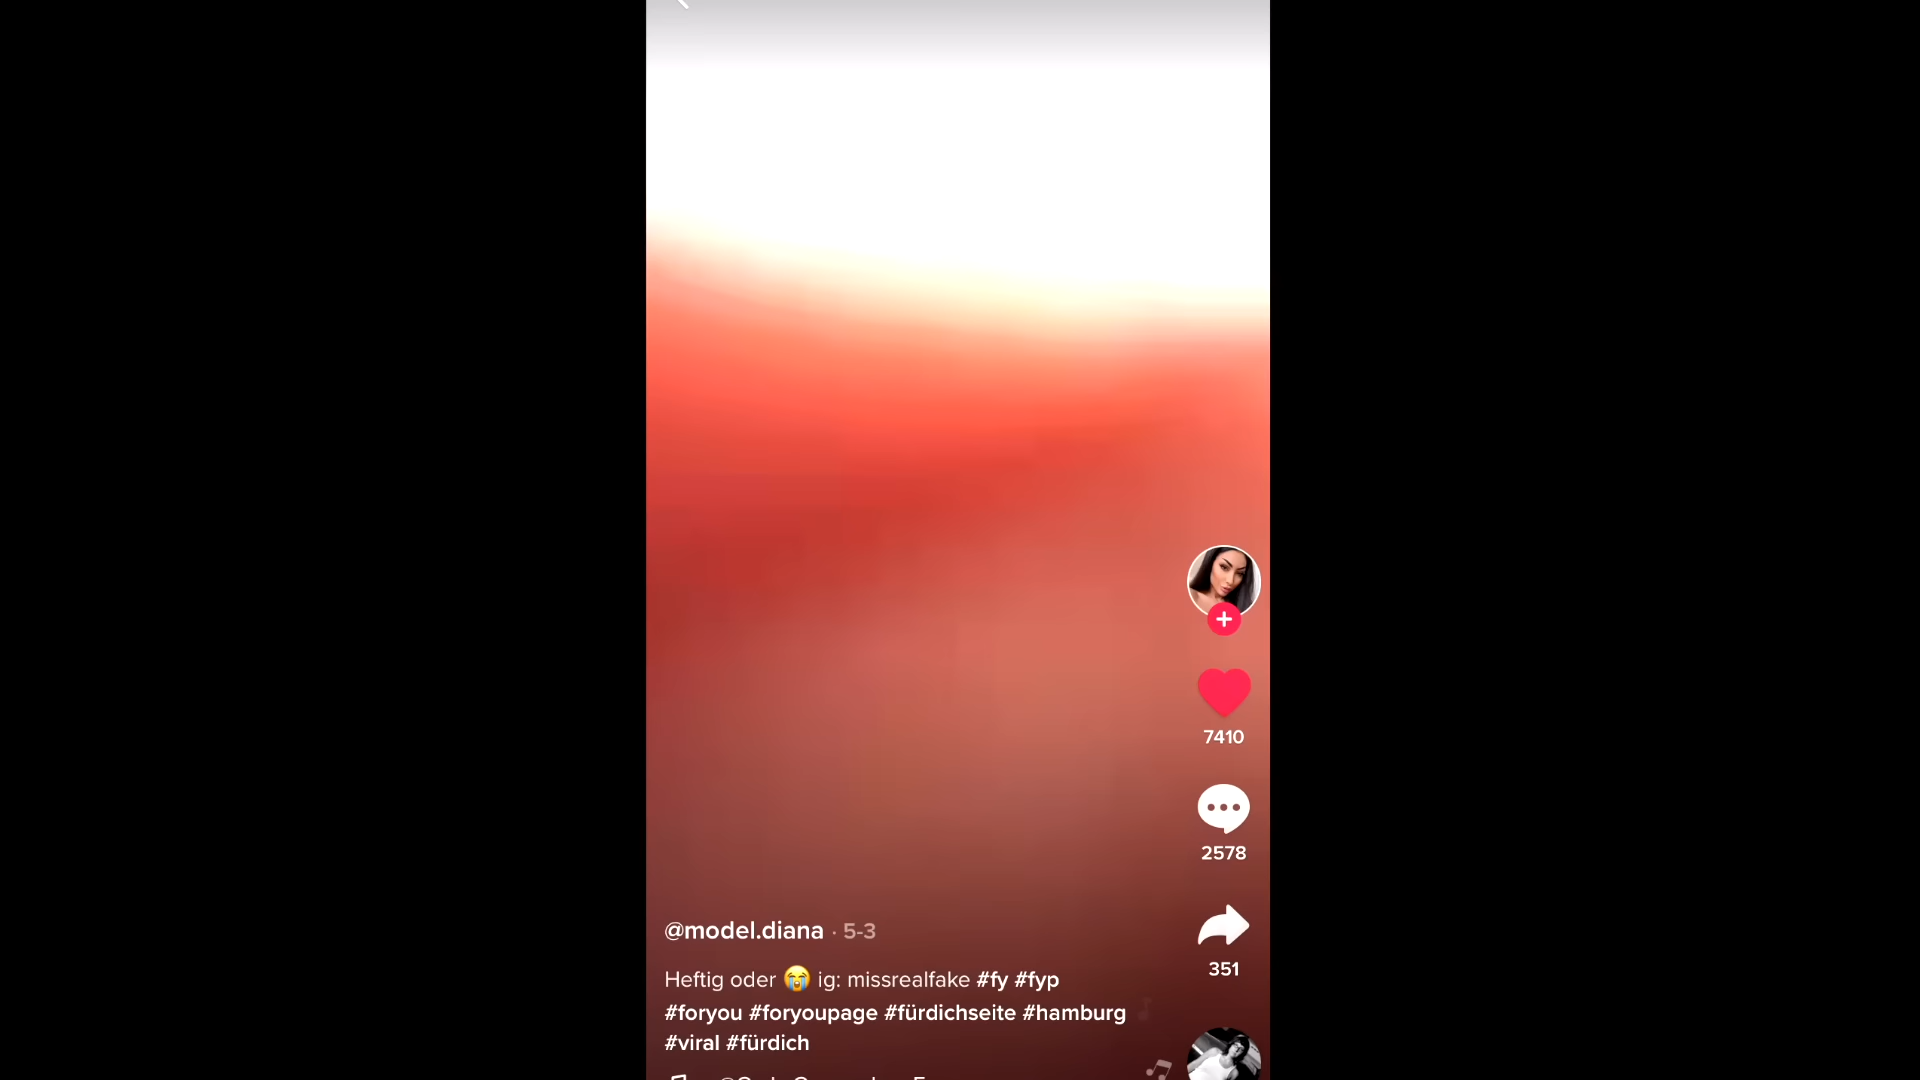 7410
2578
351
@model.diana · 5-3
Heftig oder 😭 ig: missrealfake #fy #fyp
#foryou #foryoupage #fürdichseite #hamburg
#viral #fürdich